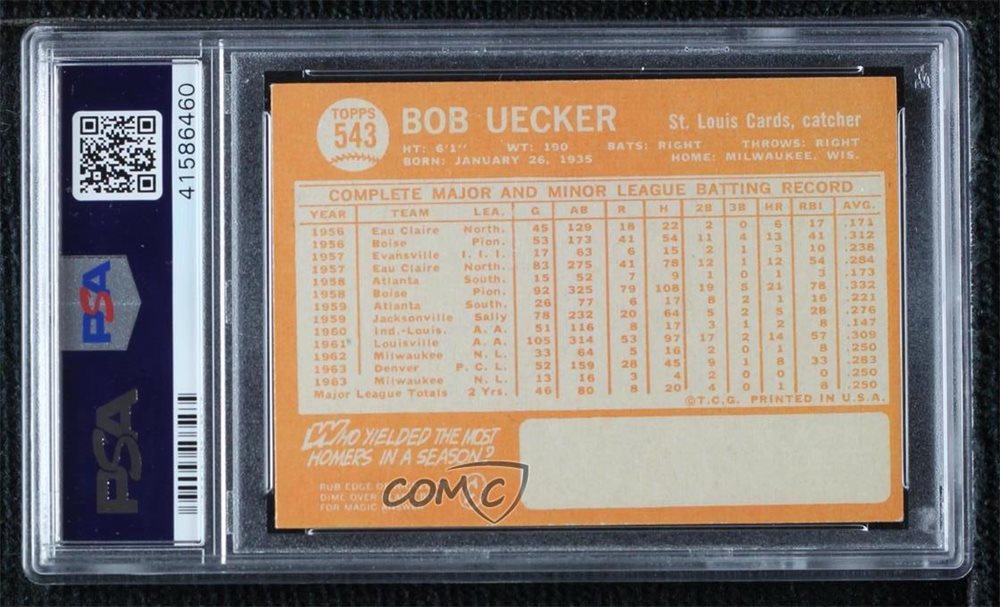 41586460
PSA
PSA
TOPPS
543
BOB UECKER St. Louis Cards, catcher
HT: 6'1" WT: 190 BATS: RIGHT THROWS: RIGHT
BORN: JANUARY 26, 1935 HOME: MILWAUKEE, WIS.
COMPLETE MAJOR AND MINOR LEAGUE BATTING RECORD
YEAR TEAM LEA. G AB R H 2B 3B HR RBI AVG.
1956 Eau Claire North. 45 129 18 22 2 0 6 17 .171
1956 Boise Pion. 53 173 41 54 11 4 13 41 .312
1957 Evansville I. I. I. 17 63 6 15 2 1 3 10 .238
1957 Eau Claire North. 83 275 41 78 12 1 12 54 .284
1958 Atlanta South. 15 52 7 9 1 0 1 3 .173
1958 Boise Pion. 92 325 79 108 19 5 21 78 .332
1959 Atlanta South. 26 77 6 17 8 2 1 16 .221
1959 Jacksonville Sally 78 232 20 64 5 2 5 28 .276
1960 Ind.-Louis. A. A. 51 116 8 17 3 1 2 8 .147
1961 Louisville A. A. 105 314 53 97 17 2 14 57 .309
1962 Milwaukee N. L. 33 64 5 16 2 0 1 8 .250
1963 Denver P. C. L. 52 159 28 45 9 1 8 33 .283
1963 Milwaukee N. L. 13 16 3 4 2 0 0 0 .250
Major League Totals 2 Yrs. 46 80 8 20 4 0 1 8 .250
©T.C.G. PRINTED IN U.S.A.
WHO YIELDED THE MOST
HOMERS IN A SEASON?
RUB EDGE OF
DIME OVER
FOR MAGIC
COMC